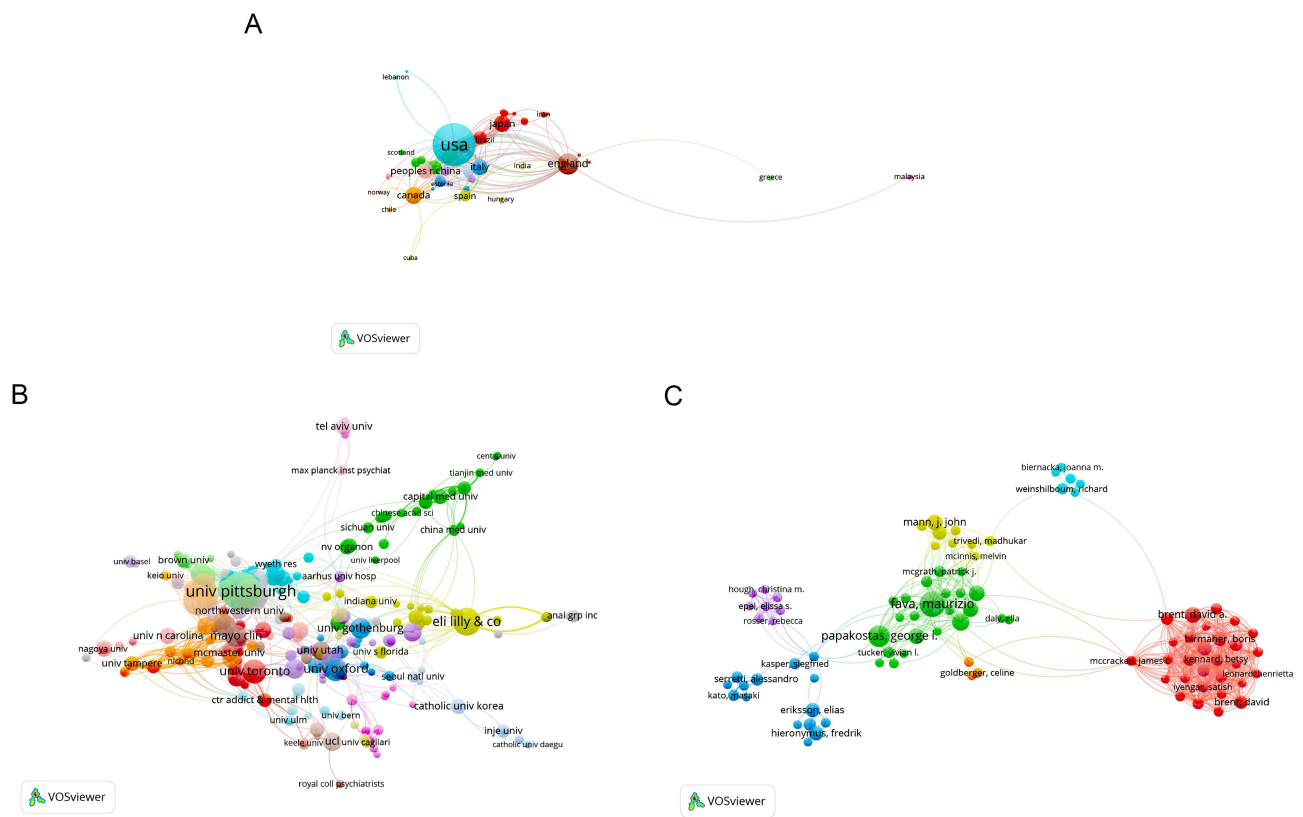 A
lebanon
iran
japan
usa
brazil
scotland
england
peoples r china
italy
india
greece
malaysia
estonia
norway
canada
spain
hungary
chile
cuba
VOSviewer
B
tel aviv univ
max planck inst psychiat
cent s univ
tianjin med univ
capital med univ
chinese acad sci
sichuan univ
china med univ
nv organon
univ basel
brown univ
wyeth res
univ liverpool
keio univ
aarhus univ hosp
univ pittsburgh
indiana univ
northwestern univ
eli lilly & co
anal grp inc
univ n carolina
mayo clin
univ gothenburg
nagoya univ
mcmaster univ
univ utah
univ s florida
univ tampere
nichhd
univ toronto
univ oxford
seoul natl univ
ctr addict & mental hlth
catholic univ korea
univ ulm
univ bern
inje univ
keele univ
ucl
univ cagliari
catholic univ daegu
royal coll psychiatrists
VOSviewer
C
biernacka, joanna m.
weinshilboum, richard
mann, j. john
trivedi, madhukar
mcinnis, melvin
mcgrath, patrick j.
hough, christina m.
epel, elissa s.
rosser, rebecca
fava, maurizio
daly, ella
papakostas, george i.
tucker, vivian l.
brent, david a.
birmaher, boris
kasper, siegfried
goldberger, celine
mccracken, james t
kennard, betsy
leonard, henrietta
serretti, alessandro
kato, masaki
iyengar, satish
brent, david
eriksson, elias
hieronymus, fredrik
VOSviewer